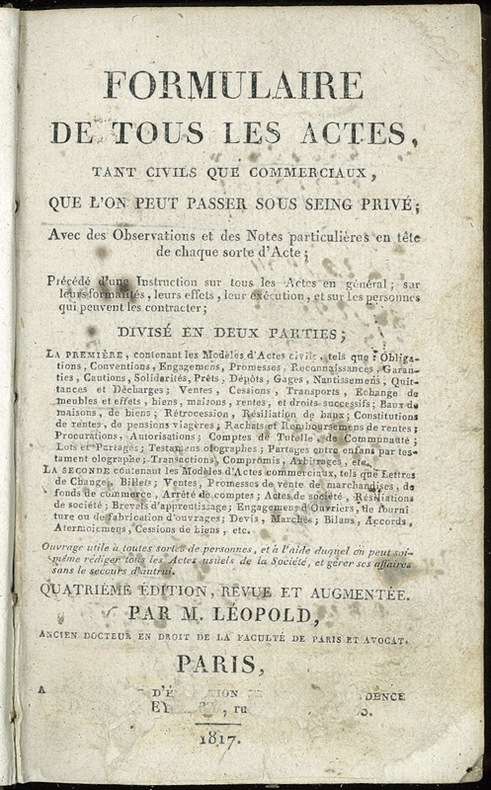 FORMULAIRE
DE TOUS LES ACTES,
TANT CIVILS QUE COMMERCIAUX,
QUE L'ON PEUT PASSER SOUS SEING PRIVÉ;
Avec des Observations et des Notes particulières en tête
de chaque sorte d'Acte;
Précédé d'une Instruction sur tous les Actes en général; sur
leurs formalités, leurs effets, leur exécution, et sur les personnes
qui peuvent les contracter;
DIVISÉ EN DEUX PARTIES;
LA PREMIÈRE, contenant les Modèles d'Actes civils, tels que: Obliga-
tions, Conventions, Engagemens, Promesses, Reconnaissances, Garan-
ties, Cautions, Solidarités, Prêts, Dépôts, Gages, Nantissemens, Quit-
tances et Décharges; Ventes, Cessions, Transports, Echange de
meubles et effets, biens, maisons, rentes, et droits successifs; Baux de
maisons, de biens; Rétrocession, Résiliation de baux; Constitutions
de rentes, de pensions viagères; Rachats et Remboursemens de rentes;
Procurations, Autorisations; Comptes de Tutelle, de Communauté;
Lots et Partages; Testamens olographes; Partages entre enfans par tes-
tament olographe; Transactions, Compromis, Arbitrages, etc.
LA SECONDE contenant les Modèles d'Actes commerciaux, tels que Lettres
de Change, Billets; Ventes, Promesses de vente de marchandises, de
fonds de commerce, Arrêté de comptes; Actes de société, Résiliations
de société; Brevets d'apprentissage; Engagement d'Ouvriers, de fourni
ture ou de fabrication d'ouvrages; Devis, Marchés; Bilans, Accords,
Atermoiemens, Cessions de biens, etc.
Ouvrage utile à toutes sortes de personnes, et à l'aide duquel on peut soi-
même rédiger tous les Actes usuels de la Société, et gérer ses affaires
sans le secours d'autrui.
QUATRIÈME ÉDITION, REVUE ET AUGMENTÉE.
PAR M. LÉOPOLD,
ANCIEN DOCTEUR EN DROIT DE LA FACULTÉ DE PARIS ET AVOCAT.
PARIS,
A
1817.